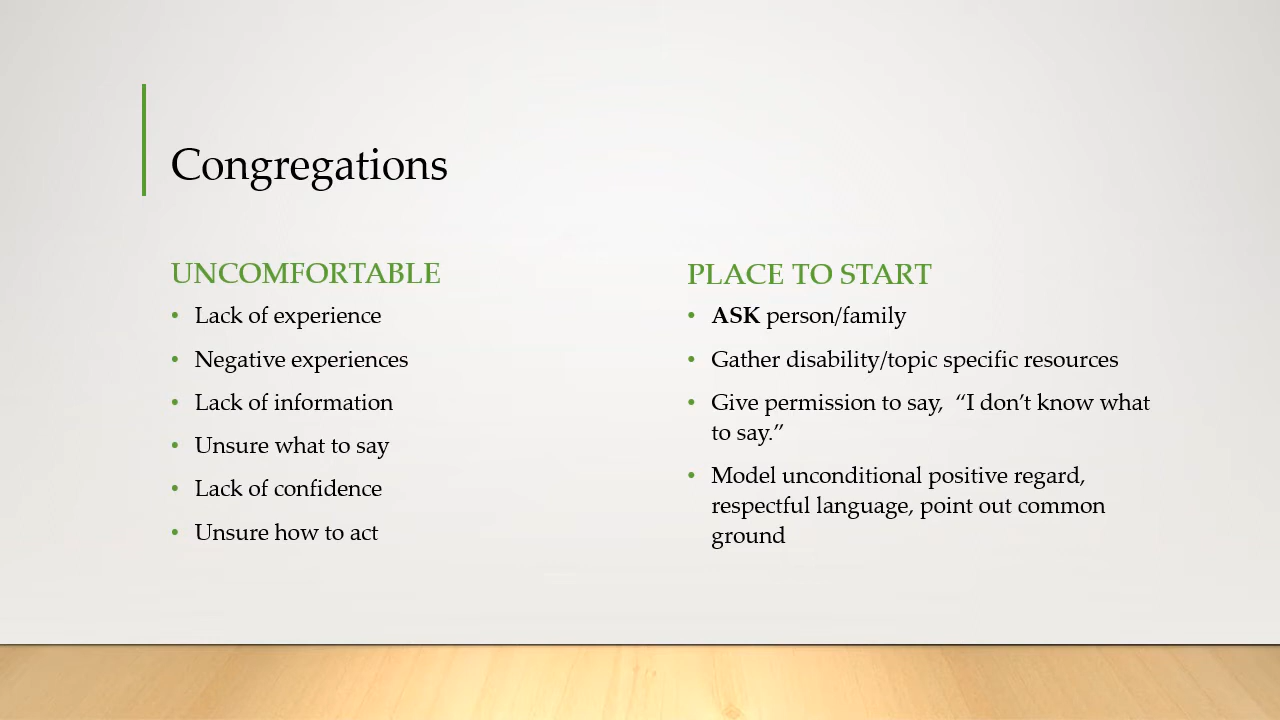 Congregations
UNCOMFORTABLE
• Lack of experience
• Negative experiences
• Lack of information
• Unsure what to say
• Lack of confidence
• Unsure how to act
PLACE TO START
• ASK person/family
• Gather disability/topic specific resources
• Give permission to say,  “I don’t know what
to say.”
• Model unconditional positive regard,
respectful language, point out common
ground